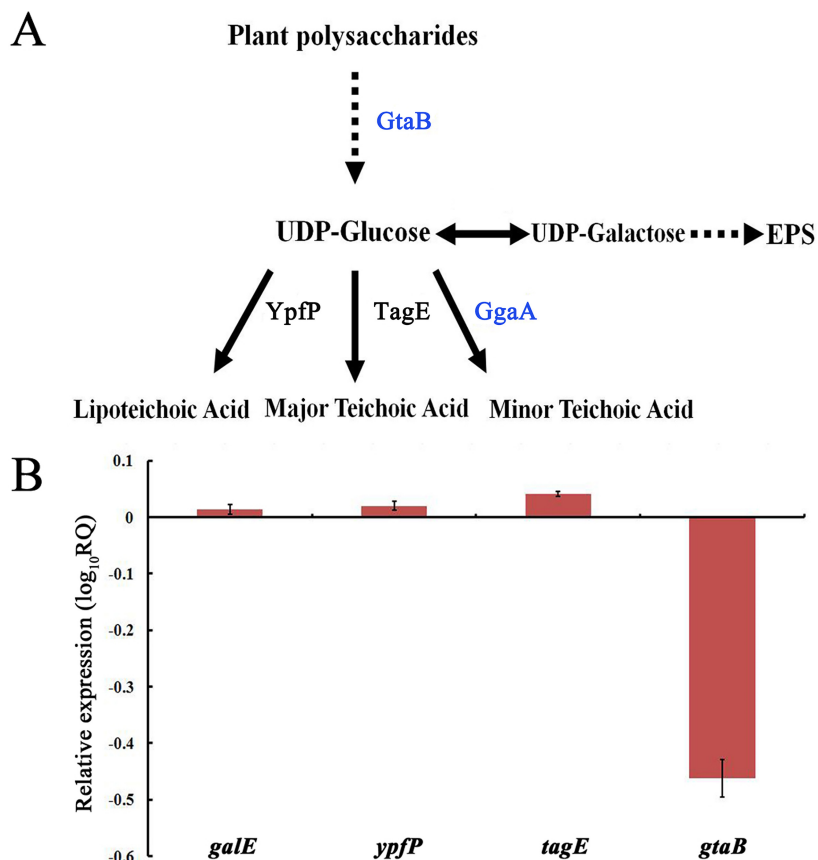 A
Plant polysaccharides
GtaB
UDP-Glucose UDP-Galactose EPS
YpfP TagE GgaA
Lipoteichoic Acid Major Teichoic Acid Minor Teichoic Acid
B
Relative expression (log10RQ)
0.1
0
-0.1
-0.2
-0.3
-0.4
-0.5
-0.6
galE ypfP tagE gtaB